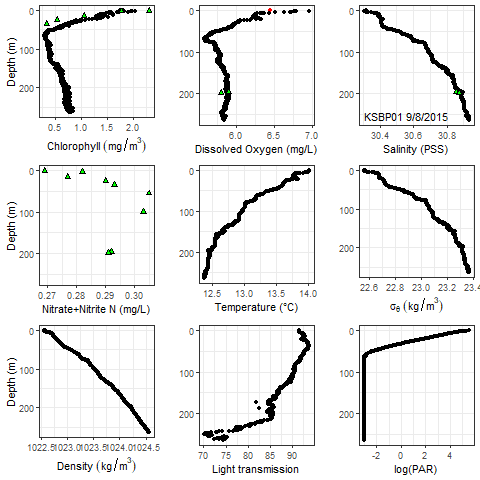 Depth (m)
0
100
200
0.5 1.0 1.5 2.0
Chlorophyll (mg/m³)
0
100
200
6.0 6.5 7.0
Dissolved Oxygen (mg/L)
0
100
200
KSBP01 9/8/2015
30.4 30.6 30.8
Salinity (PSS)
Depth (m)
0
100
200
0.27 0.28 0.29 0.30
Nitrate+Nitrite N (mg/L)
0
100
200
12.5 13.0 13.5 14.0
Temperature (°C)
0
100
200
22.6 22.8 23.0 23.2 23.4
σθ (kg/m³)
Depth (m)
0
100
200
1022.5 1023.0 1023.5 1024.0 1024.5
Density (kg/m³)
0
100
200
70 75 80 85 90
Light transmission
0
100
200
-2 0 2 4
log(PAR)